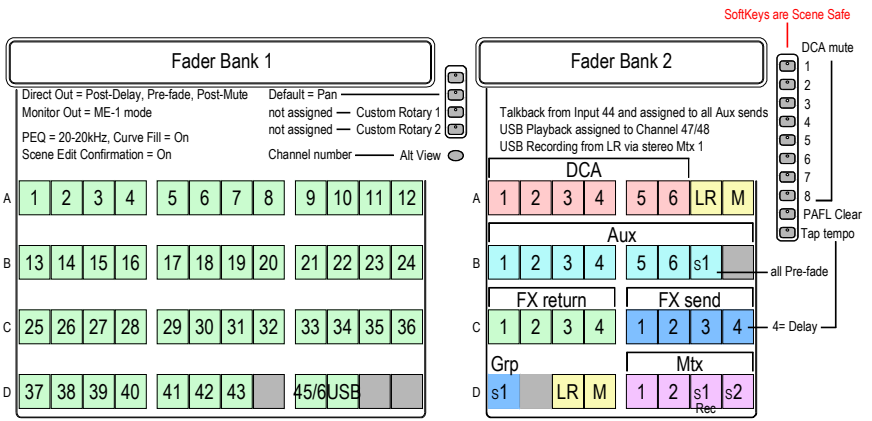 SoftKeys are Scene Safe
Fader Bank 1
Direct Out = Post-Delay, Pre-fade, Post-Mute
Monitor Out = ME-1 mode
PEQ = 20-20kHz, Curve Fill = On
Scene Edit Confirmation = On
Default = Pan
not assigned — Custom Rotary 1
not assigned — Custom Rotary 2
Channel number — Alt View
A 1 2 3 4 5 6 7 8 9 10 11 12
B 13 14 15 16 17 18 19 20 21 22 23 24
C 25 26 27 28 29 30 31 32 33 34 35 36
D 37 38 39 40 41 42 43 45/6 USB
Fader Bank 2
Talkback from Input 44 and assigned to all Aux sends
USB Playback assigned to Channel 47/48
USB Recording from LR via stereo Mtx 1
DCA
A 1 2 3 4 5 6 LR M
Aux
B 1 2 3 4 5 6 s1
all Pre-fade
FX return FX send
C 1 2 3 4 1 2 3 4
4= Delay
Grp Mtx
D s1 LR M 1 2 s1 s2
Rec
DCA mute
1
2
3
4
5
6
7
8
PAFL Clear
Tap tempo